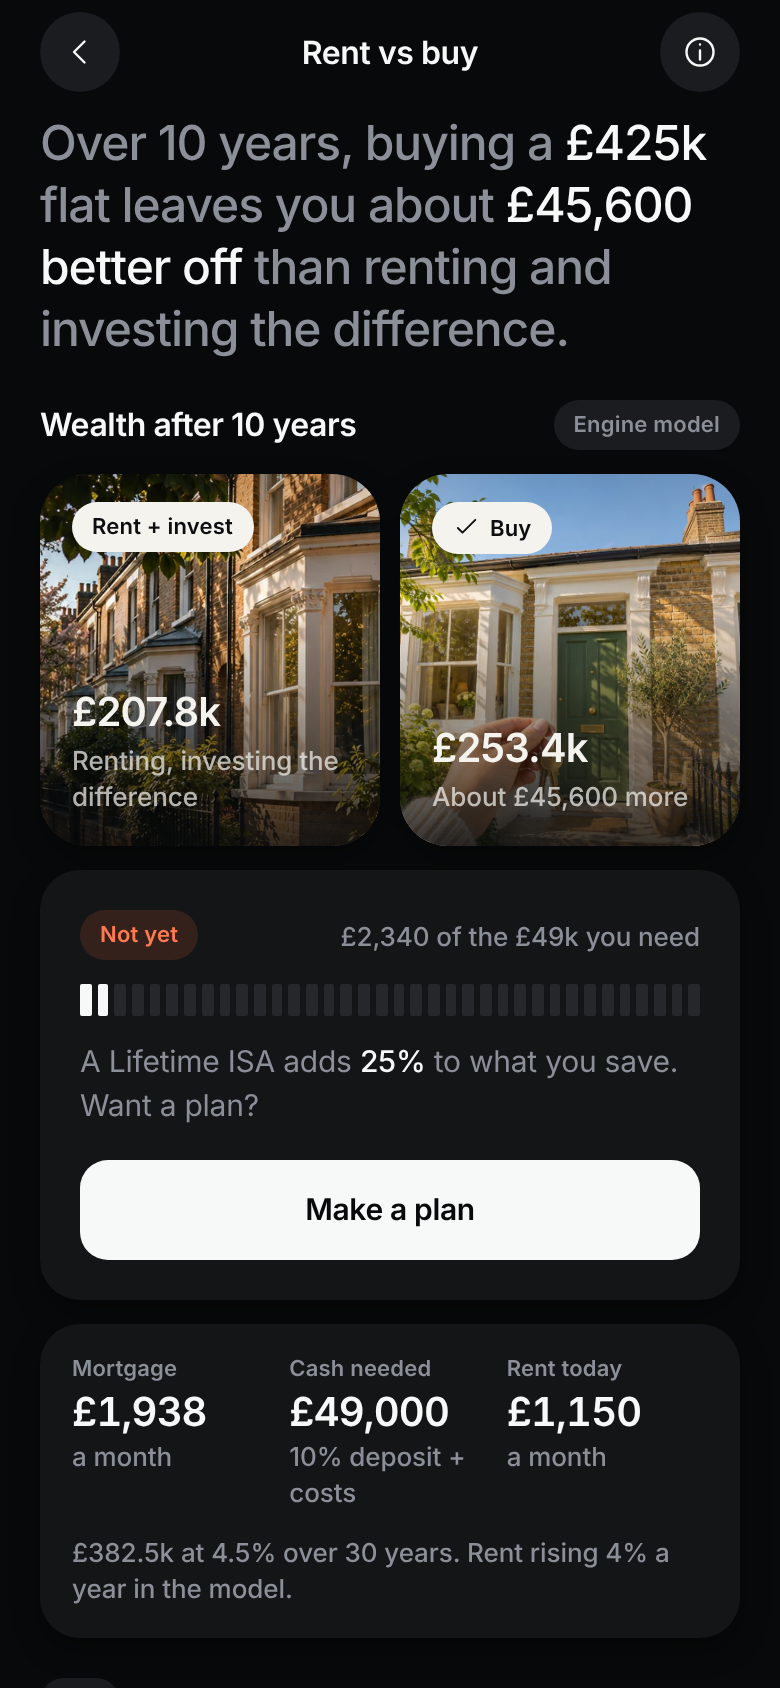 Rent vs buy
Over 10 years, buying a £425k
flat leaves you about £45,600
better off than renting and
investing the difference.
Wealth after 10 years
Engine model
Rent + invest
£207.8k
Renting, investing the
difference
Buy
£253.4k
About £45,600 more
Not yet
£2,340 of the £49k you need
A Lifetime ISA adds 25% to what you save.
Want a plan?
Make a plan
Mortgage
£1,938
a month
Cash needed
£49,000
10% deposit +
costs
Rent today
£1,150
a month
£382.5k at 4.5% over 30 years. Rent rising 4% a
year in the model.